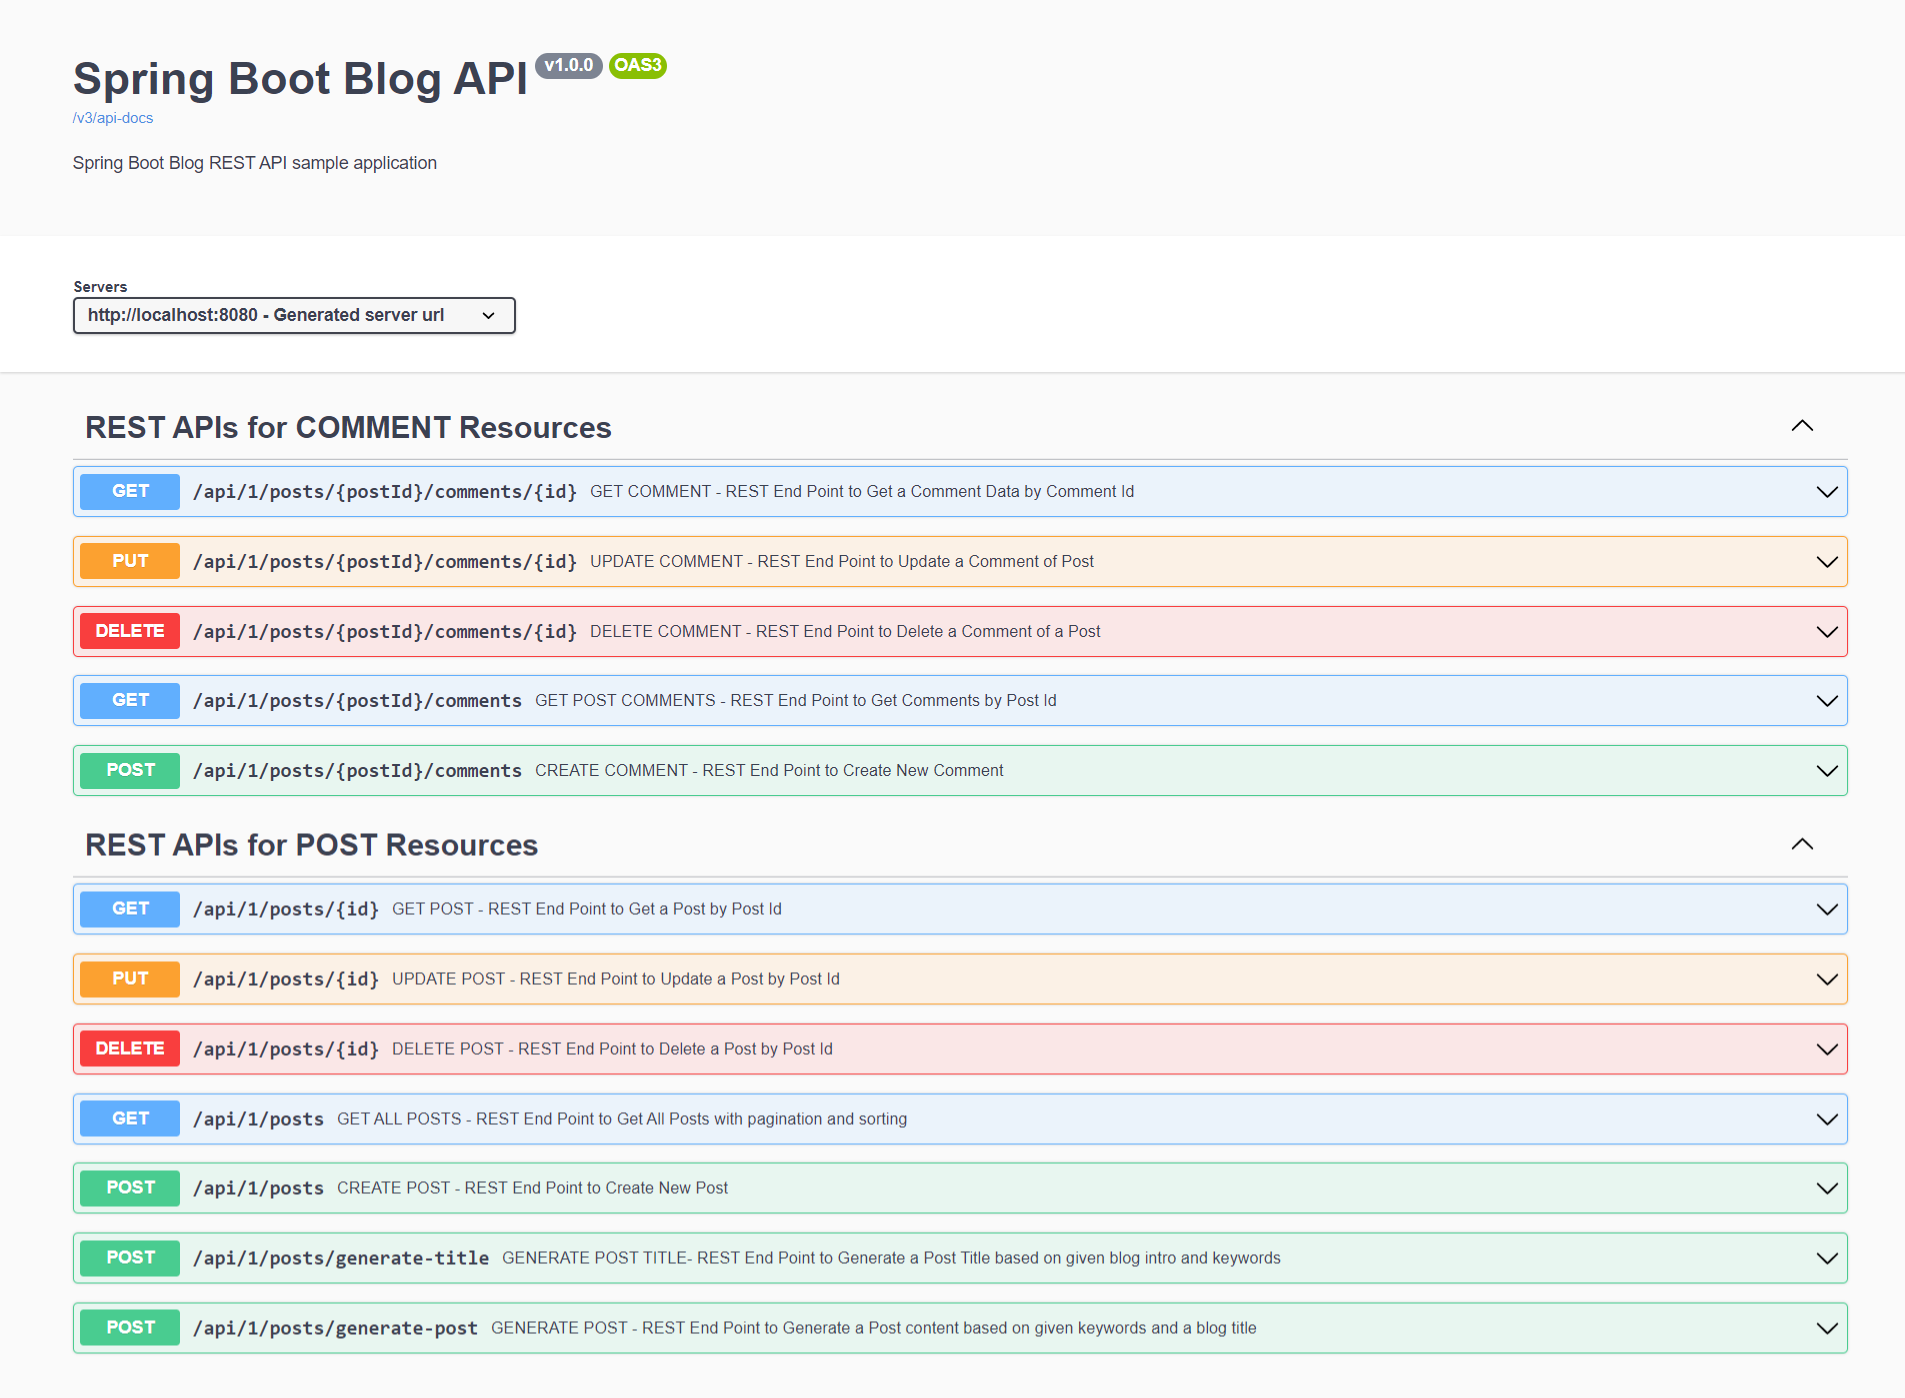 Spring Boot Blog API v1.0.0 OAS3
/v3/api-docs
Spring Boot Blog REST API sample application
Servers
http://localhost:8080 - Generated server url
REST APIs for COMMENT Resources
GET /api/1/posts/{postId}/comments/{id} GET COMMENT - REST End Point to Get a Comment Data by Comment Id
PUT /api/1/posts/{postId}/comments/{id} UPDATE COMMENT - REST End Point to Update a Comment of Post
DELETE /api/1/posts/{postId}/comments/{id} DELETE COMMENT - REST End Point to Delete a Comment of a Post
GET /api/1/posts/{postId}/comments GET POST COMMENTS - REST End Point to Get Comments by Post Id
POST /api/1/posts/{postId}/comments CREATE COMMENT - REST End Point to Create New Comment
REST APIs for POST Resources
GET /api/1/posts/{id} GET POST - REST End Point to Get a Post by Post Id
PUT /api/1/posts/{id} UPDATE POST - REST End Point to Update a Post by Post Id
DELETE /api/1/posts/{id} DELETE POST - REST End Point to Delete a Post by Post Id
GET /api/1/posts GET ALL POSTS - REST End Point to Get All Posts with pagination and sorting
POST /api/1/posts CREATE POST - REST End Point to Create New Post
POST /api/1/posts/generate-title GENERATE POST TITLE- REST End Point to Generate a Post Title based on given blog intro and keywords
POST /api/1/posts/generate-post GENERATE POST - REST End Point to Generate a Post content based on given keywords and a blog title